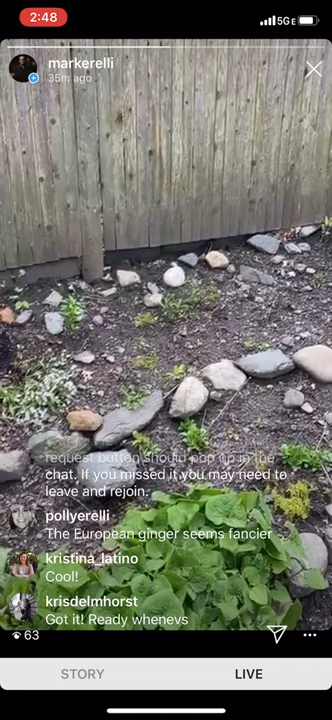 2:48
5G E
markerelli
35m ago
request button should pop up in the
chat. If you missed it you may need to
leave and rejoin.
pollyerelli
The European ginger seems fancier
kristina_latino
Cool!
krisdelmhorst
Got it! Ready whenevs
63
STORY
LIVE